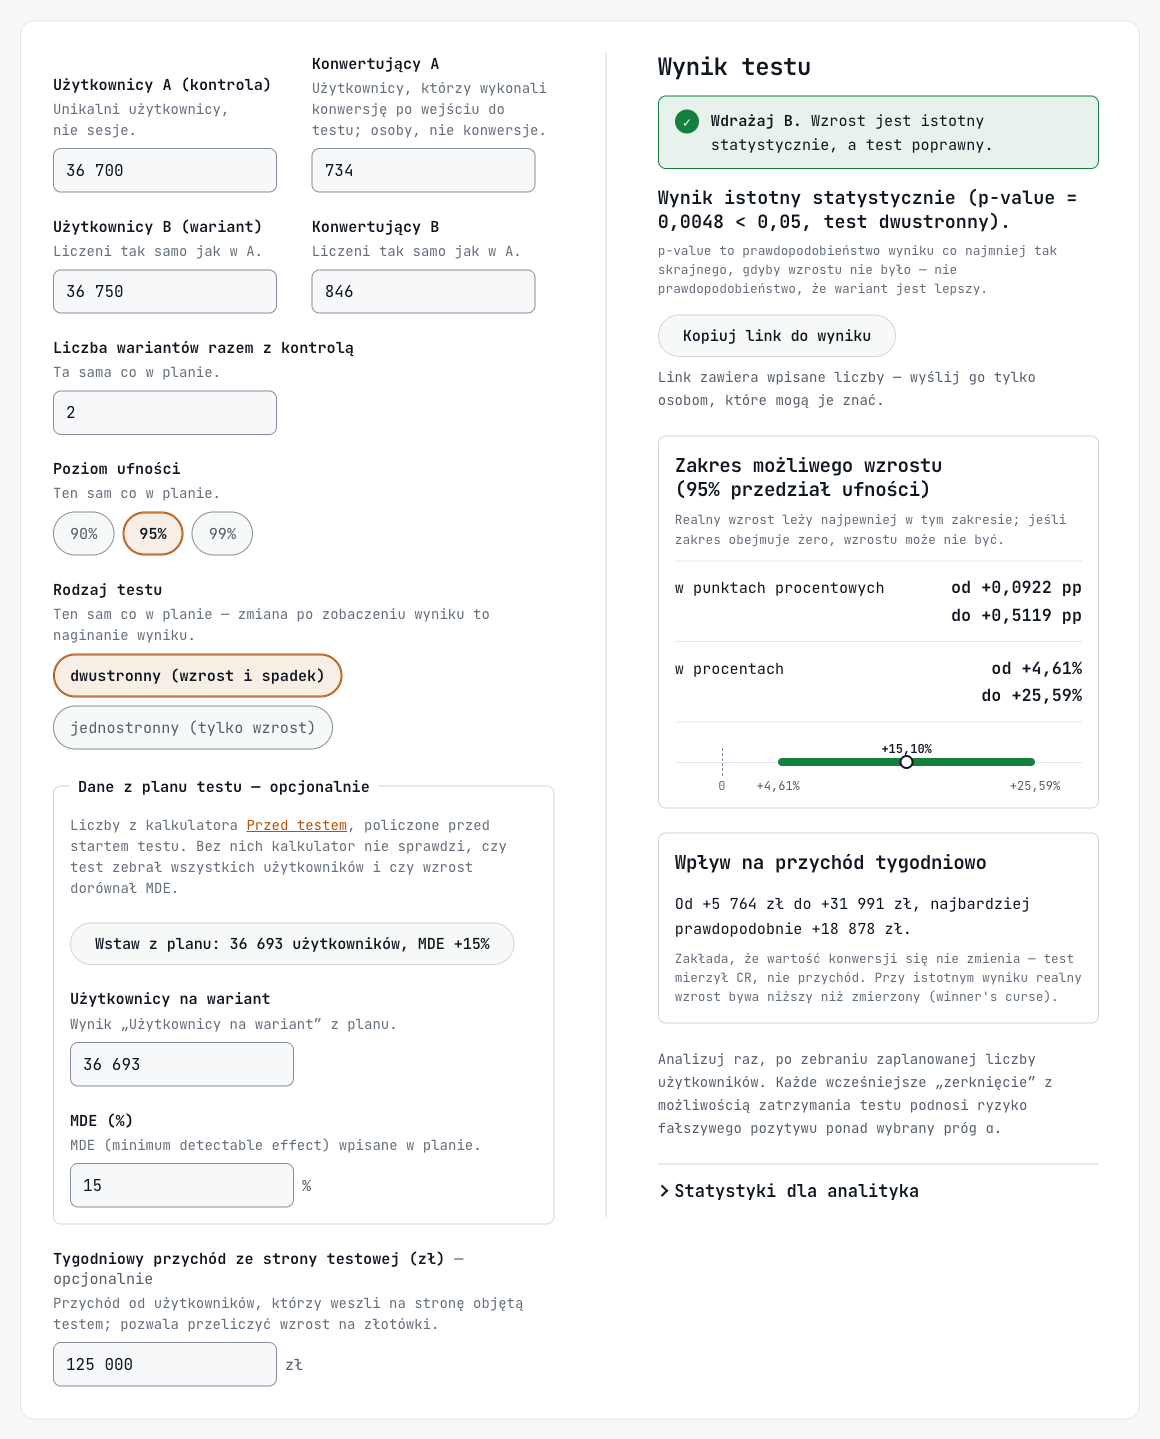 Użytkownicy A (kontrola)
Unikalni użytkownicy,
nie sesje.
36 700
Konwertujący A
Użytkownicy, którzy wykonali
konwersję po wejściu do
testu; osoby, nie konwersje.
734
Użytkownicy B (wariant)
Liczeni tak samo jak w A.
36 750
Konwertujący B
Liczeni tak samo jak w A.
846
Liczba wariantów razem z kontrolą
Ta sama co w planie.
2
Poziom ufności
Ten sam co w planie.
90% 95% 99%
Rodzaj testu
Ten sam co w planie — zmiana po zobaczeniu wyniku to
naginanie wyniku.
dwustronny (wzrost i spadek)
jednostronny (tylko wzrost)
Dane z planu testu — opcjonalnie
Liczby z kalkulatora Przed testem, policzone przed
startem testu. Bez nich kalkulator nie sprawdzi, czy
test zebrał wszystkich użytkowników i czy wzrost
dorównał MDE.
Wstaw z planu: 36 693 użytkowników, MDE +15%
Użytkownicy na wariant
Wynik „Użytkownicy na wariant” z planu.
36 693
MDE (%)
MDE (minimum detectable effect) wpisane w planie.
15 %
Tygodniowy przychód ze strony testowej (zł) —
opcjonalnie
Przychód od użytkowników, którzy weszli na stronę objętą
testem; pozwala przeliczyć wzrost na złotówki.
125 000 zł
Wynik testu
✓ Wdrażaj B. Wzrost jest istotny
statystycznie, a test poprawny.
Wynik istotny statystycznie (p-value =
0,0048 < 0,05, test dwustronny).
p-value to prawdopodobieństwo wyniku co najmniej tak
skrajnego, gdyby wzrostu nie było — nie
prawdopodobieństwo, że wariant jest lepszy.
Kopiuj link do wyniku
Link zawiera wpisane liczby — wyślij go tylko
osobom, które mogą je znać.
Zakres możliwego wzrostu
(95% przedział ufności)
Realny wzrost leży najpewniej w tym zakresie; jeśli
zakres obejmuje zero, wzrostu może nie być.
w punktach procentowych od +0,0922 pp
do +0,5119 pp
w procentach od +4,61%
do +25,59%
+15,10%
0 +4,61% +25,59%
Wpływ na przychód tygodniowo
Od +5 764 zł do +31 991 zł, najbardziej
prawdopodobnie +18 878 zł.
Zakłada, że wartość konwersji się nie zmienia — test
mierzył CR, nie przychód. Przy istotnym wyniku realny
wzrost bywa niższy niż zmierzony (winner's curse).
Analizuj raz, po zebraniu zaplanowanej liczby
użytkowników. Każde wcześniejsze „zerknięcie” z
możliwością zatrzymania testu podnosi ryzyko
fałszywego pozytywu ponad wybrany próg α.
Statystyki dla analityka